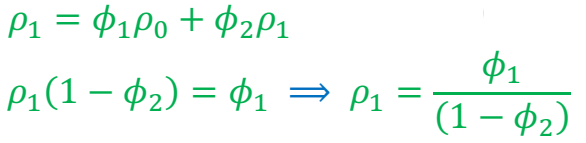 ρ₁ = ϕ₁ρ₀ + ϕ₂ρ₁
ρ₁(1 − ϕ₂) = ϕ₁ ⟹ ρ₁ = ϕ₁/(1 − ϕ₂)